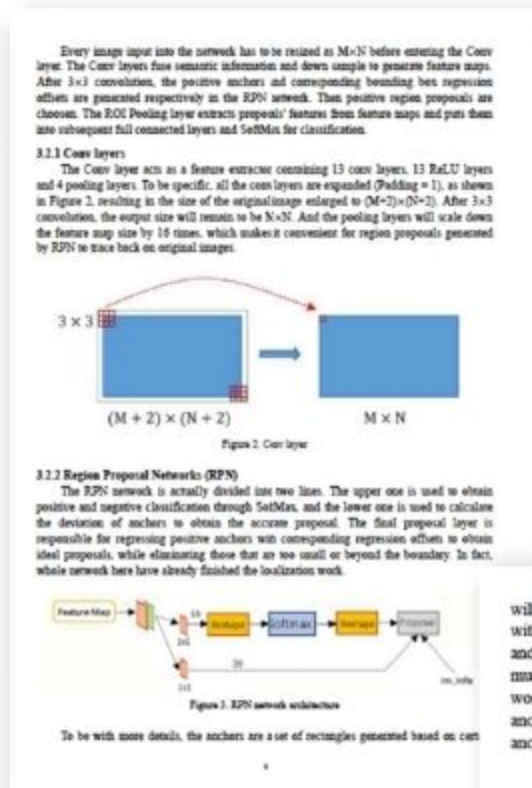 Every image input into the network has to be resized as M×N before entering the Conv
layer. The Conv layers fuse semantic information and down sample to generate feature maps.
After 3×3 convolution, the positive anchors and corresponding bounding box regression
offsets are generated respectively in the RPN network. Then positive region proposals are
choosen. The ROI Pooling layer extracts proposals' features from feature maps and puts them
into subsequent full connected layers and SoftMax for classification.
3.2.1 Conv layers
The Conv layer acts as a feature extractor containing 13 conv layers, 13 ReLU layers
and 4 pooling layers. To be specific, all the conv layers are expanded (Padding = 1), as shown
in Figure 2, resulting in the size of the original image enlarged to (M+2)×(N+2). After 3×3
convolution, the output size will remain to be N×N. And the pooling layers will scale down
the feature map size by 16 times, which makes it convenient for region proposals generated
by RPN to trace back on original images.
3 × 3
(M + 2) × (N + 2)
M × N
Figure 2. Conv layer
3.2.2 Region Proposal Networks (RPN)
The RPN network is actually divided into two lines. The upper one is used to obtain
positive and negative classification through SoftMax, and the lower one is used to calculate
the deviation of anchors to obtain the accurate proposal. The final proposal layer is
responsible for regressing positive anchors with corresponding regression offsets to obtain
ideal proposals, while eliminating those that are too small or beyond the boundary. In fact,
whole network here have already finished the localization work.
Feature Map
18
Reshape
Softmax
Reshape
Proposal
1x1
36
1x1
im_info
Figure 3. RPN network architecture
To be with more details, the anchors are a set of rectangles generated based on cert
wil
wit
and
mu
wo
and
and